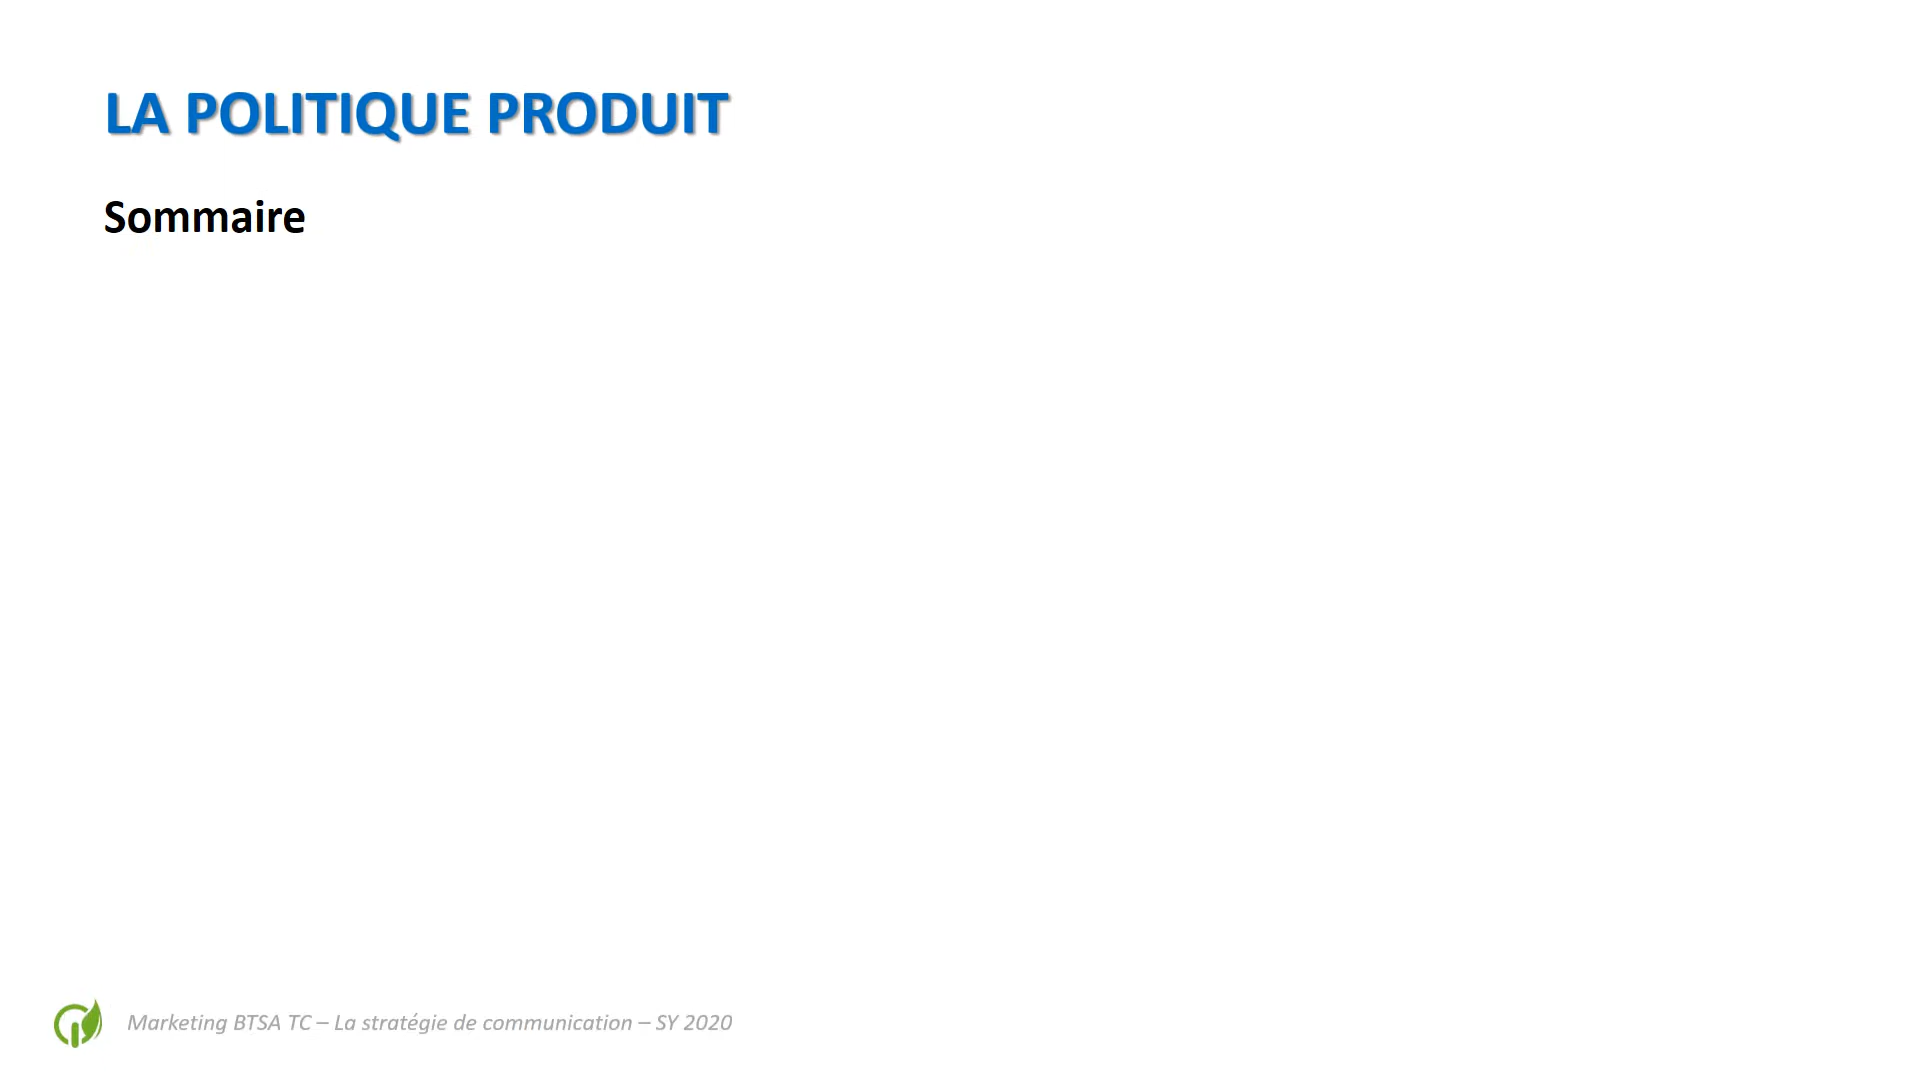 LA POLITIQUE PRODUIT
Sommaire
Marketing BTSA TC – La stratégie de communication – SY 2020